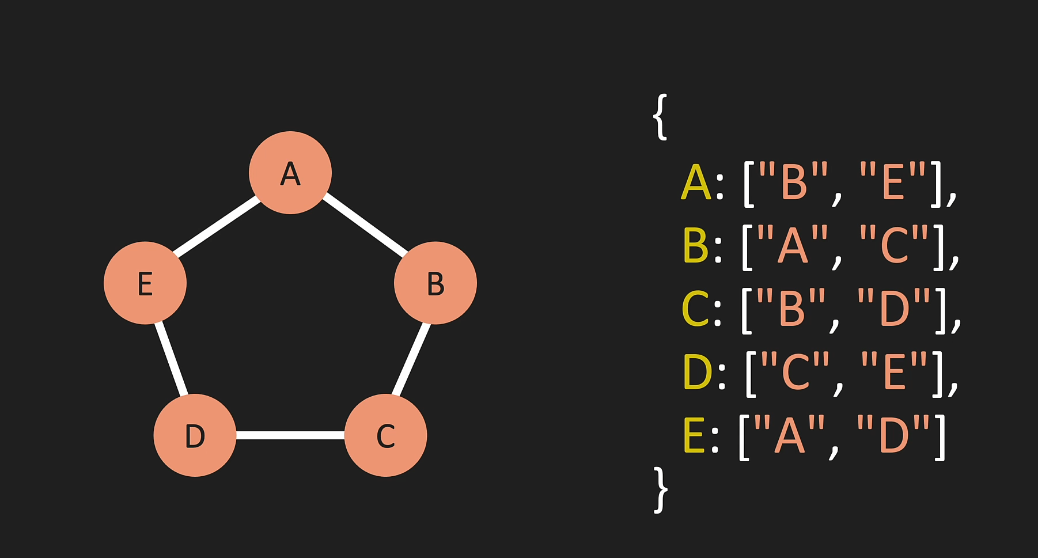 A
E
B
D
C
{
A: ["B", "E"],
B: ["A", "C"],
C: ["B", "D"],
D: ["C", "E"],
E: ["A", "D"]
}